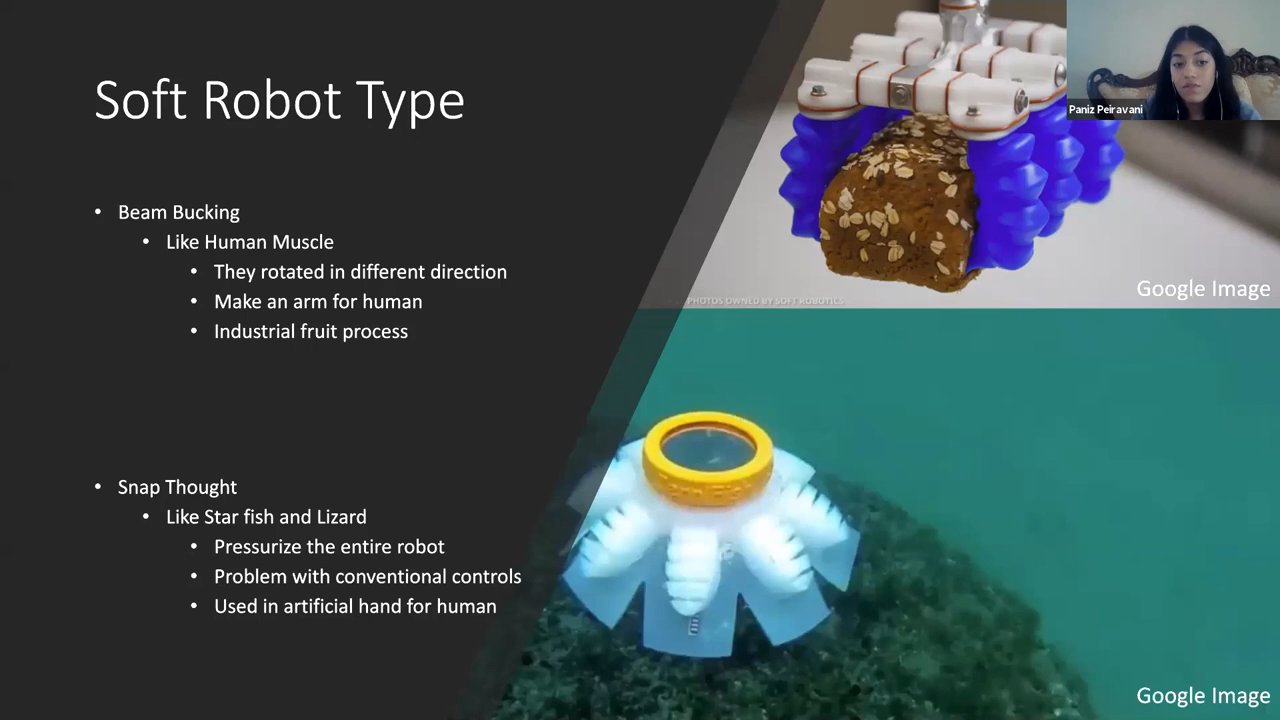 Soft Robot Type
• Beam Bucking
• Like Human Muscle
• They rotated in different direction
• Make an arm for human
• Industrial fruit process
• Snap Thought
• Like Star fish and Lizard
• Pressurize the entire robot
• Problem with conventional controls
• Used in artificial hand for human
Paniz Peiravani
Google Image
PHOTOS OWNED BY SOFT ROBOTICS
Google Image